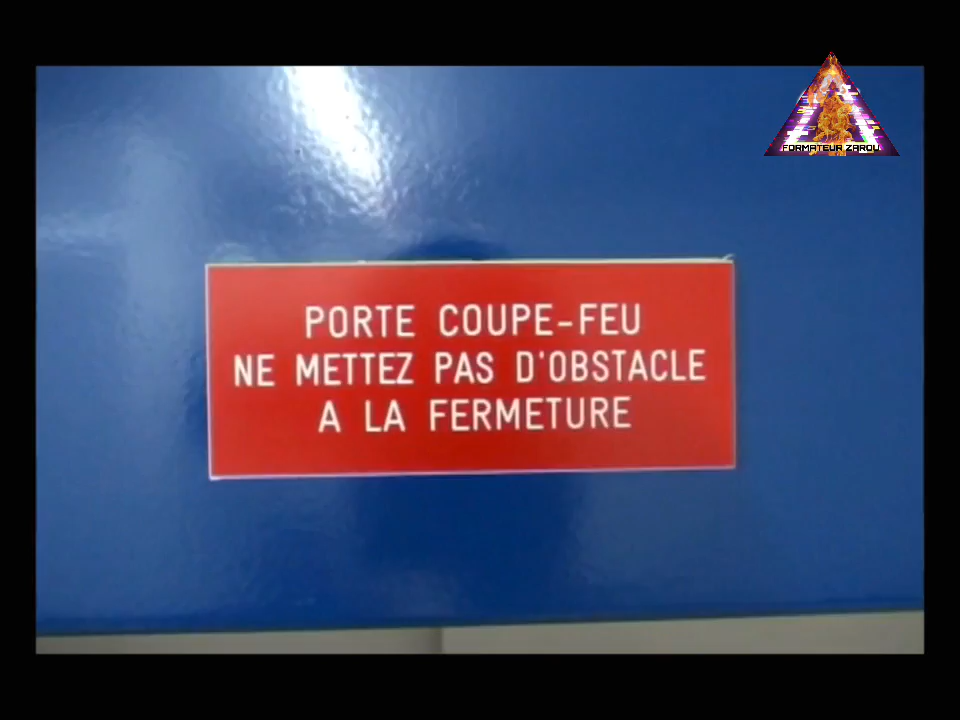 FORMATEUR ZAROU
PORTE COUPE-FEU
NE METTEZ PAS D'OBSTACLE
A LA FERMETURE